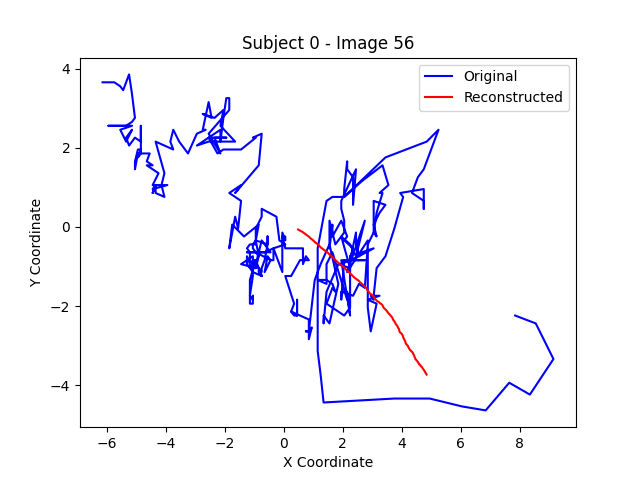 Subject 0 - Image 56
Original
Reconstructed
Y Coordinate
4
2
0
−2
−4
−6 −4 −2 0 2 4 6 8
X Coordinate